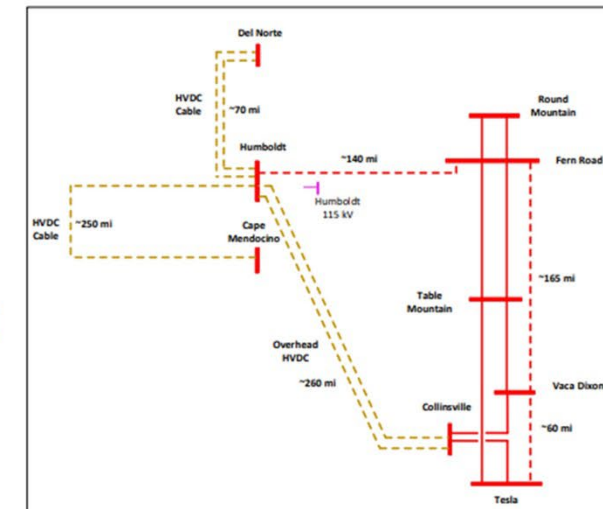 Del Norte
HVDC
Cable
~70 mi
Round
Mountain
Humboldt
~140 mi
Fern Road
Humboldt
115 kV
HVDC
Cable
~250 mi
Cape
Mendocino
~165 mi
Table
Mountain
Overhead
HVDC
~260 mi
Vaca Dixon
Collinsville
~60 mi
Tesla